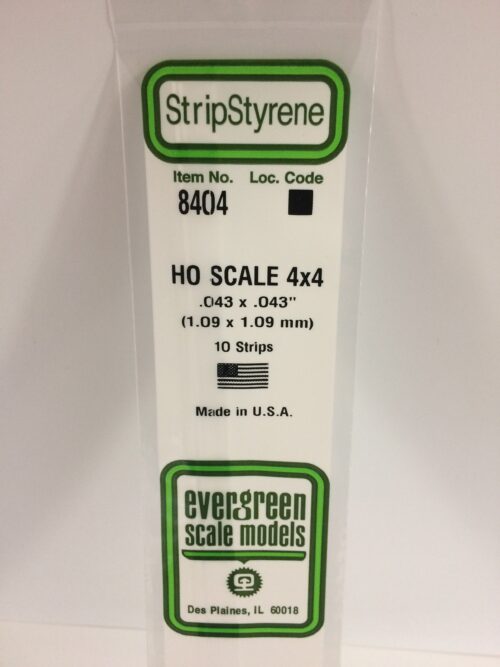 StripStyrene
Item No. Loc. Code
8404
HO SCALE 4x4
.043 x .043"
(1.09 x 1.09 mm)
10 Strips
Made in U.S.A.
evergreen
scale models
Des Plaines, IL 60018